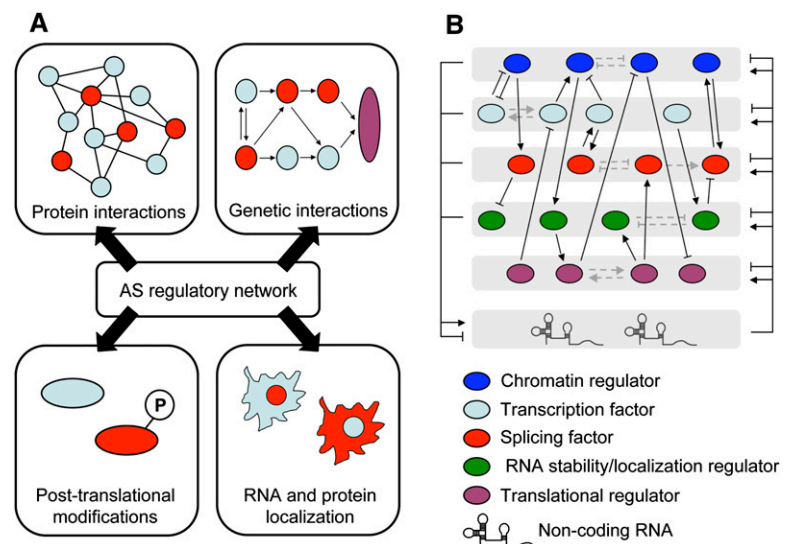 A
B
Protein interactions
Genetic interactions
AS regulatory network
P
Post-translational
modifications
RNA and protein
localization
Chromatin regulator
Transcription factor
Splicing factor
RNA stability/localization regulator
Translational regulator
Non-coding RNA